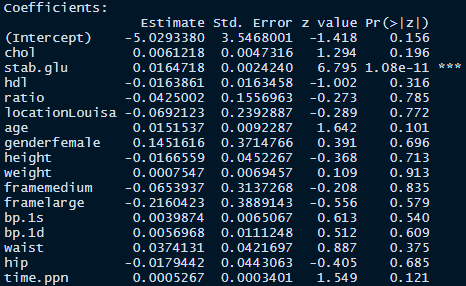 Coefficients:
                Estimate Std. Error z value Pr(>|z|)
(Intercept)   -5.0293380  3.5468001  -1.418    0.156
chol           0.0061218  0.0047316   1.294    0.196
stab.glu       0.0164718  0.0024240   6.795 1.08e-11 ***
hdl           -0.0163861  0.0163458  -1.002    0.316
ratio         -0.0425002  0.1556963  -0.273    0.785
locationLouisa -0.0692123  0.2392887  -0.289    0.772
age            0.0151537  0.0092287   1.642    0.101
genderfemale   0.1451616  0.3714766   0.391    0.696
height        -0.0166559  0.0452267  -0.368    0.713
weight         0.0007547  0.0069457   0.109    0.913
framemedium   -0.0653937  0.3137268  -0.208    0.835
framelarge    -0.2160423  0.3889143  -0.556    0.579
bp.1s          0.0039874  0.0065067   0.613    0.540
bp.1d          0.0056968  0.0111248   0.512    0.609
waist          0.0374131  0.0421697   0.887    0.375
hip           -0.0179442  0.0443063  -0.405    0.685
time.ppn       0.0005267  0.0003401   1.549    0.121